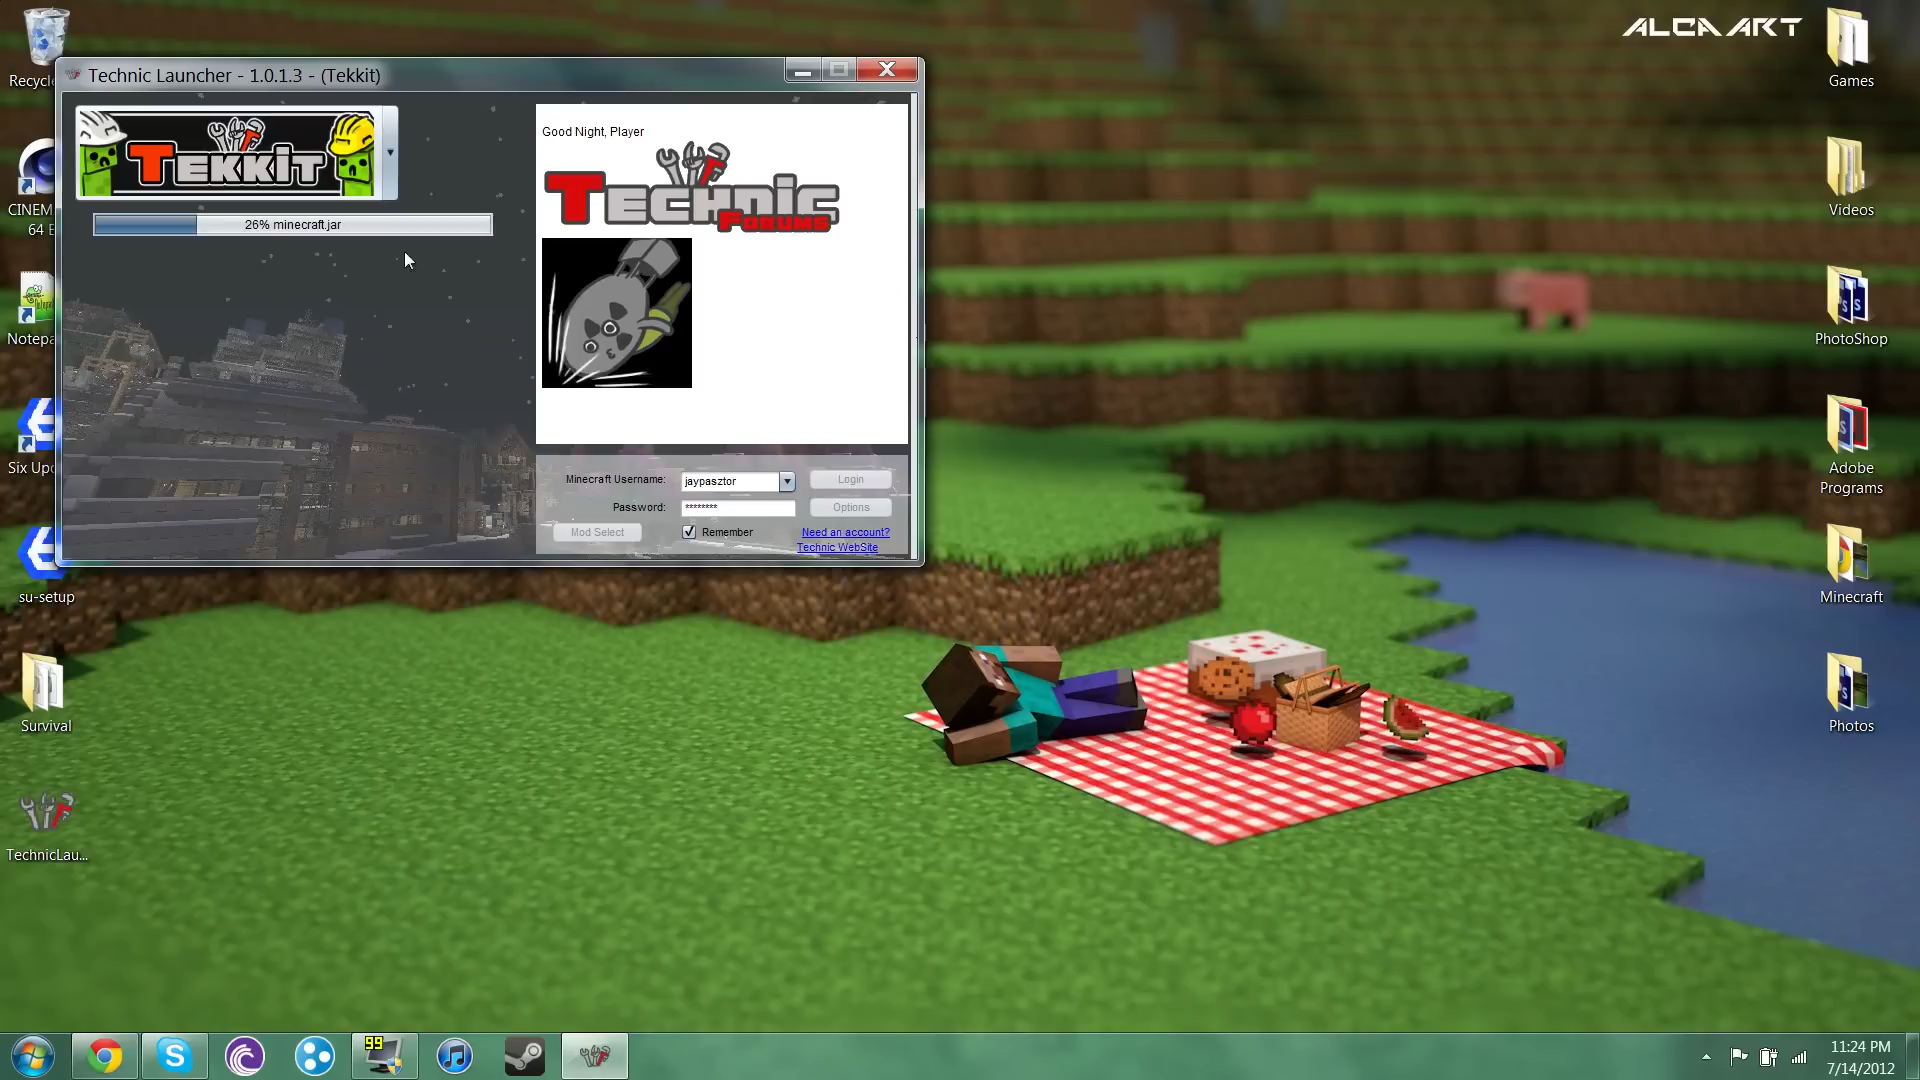 ALCA ART
Recycle
CINEM
64 E
Notepa
Six Upd
su-setup
Survival
TechnicLau...
Technic Launcher - 1.0.1.3 - (Tekkit)
TEKKIT
26% minecraft.jar
Good Night, Player
TECHNIC
FORUMS
Minecraft Username:
jaypasztor
Login
Password:
********
Options
Mod Select
Remember
Need an account?
Technic WebSite
Games
Videos
PhotoShop
Adobe
Programs
Minecraft
Photos
99
11:24 PM
7/14/2012